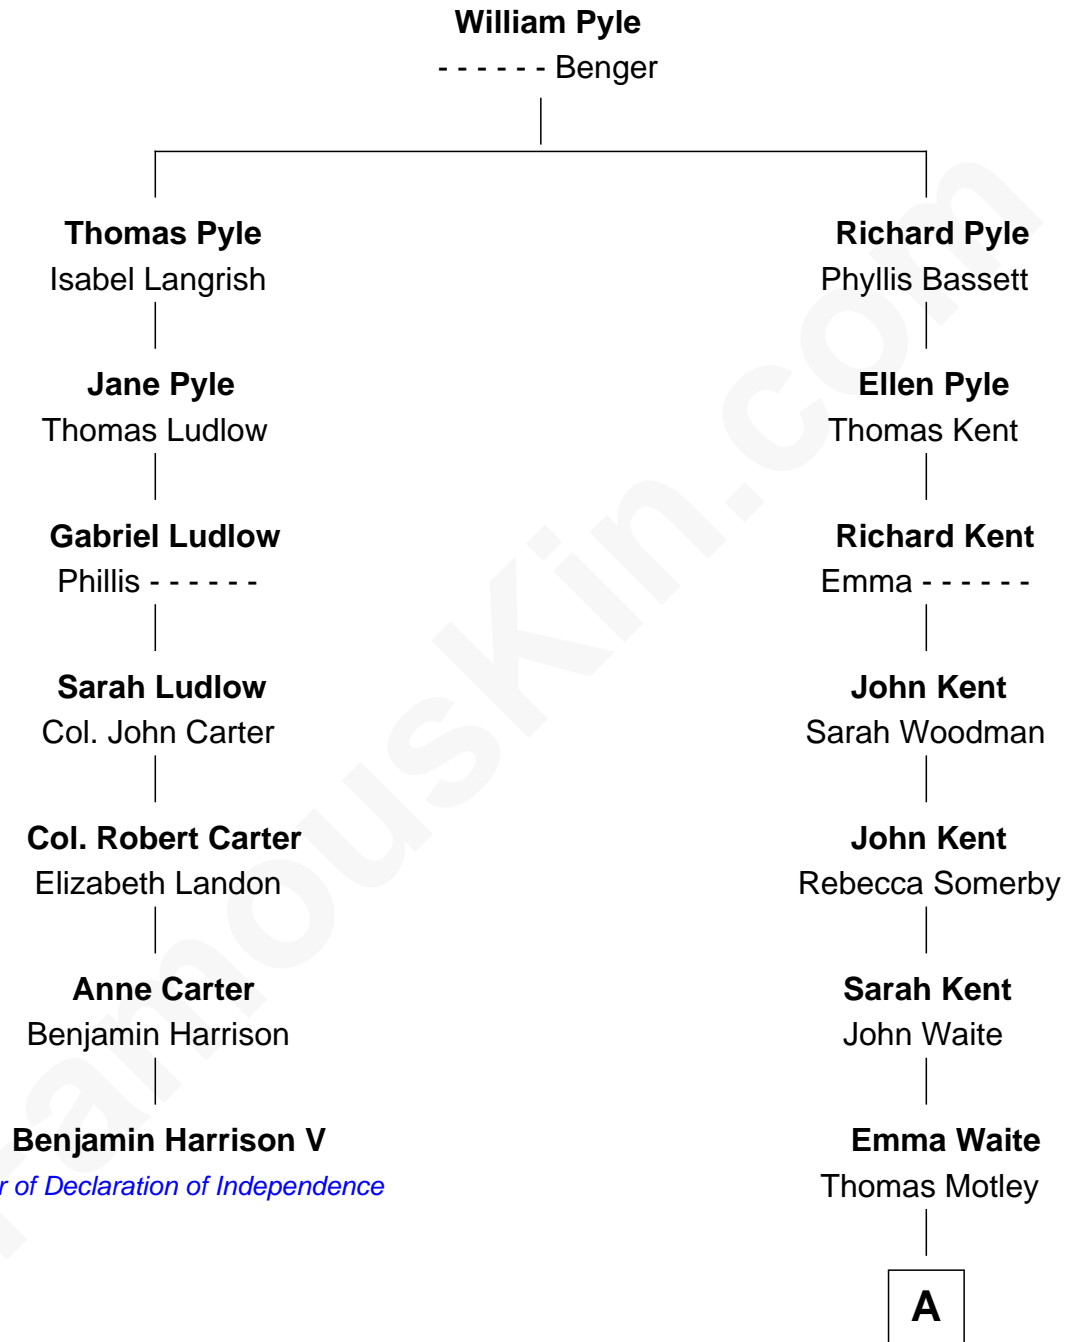 William Pyle
- - - - - - Benger
Thomas Pyle
Isabel Langrish
Richard Pyle
Phyllis Bassett
Jane Pyle
Thomas Ludlow
Ellen Pyle
Thomas Kent
Gabriel Ludlow
Phillis - - - - - -
Richard Kent
Emma - - - - - -
Sarah Ludlow
Col. John Carter
John Kent
Sarah Woodman
Col. Robert Carter
Elizabeth Landon
John Kent
Rebecca Somerby
Anne Carter
Benjamin Harrison
Sarah Kent
John Waite
Benjamin Harrison V
r of Declaration of Independence
Emma Waite
Thomas Motley
A
FamousKin.com